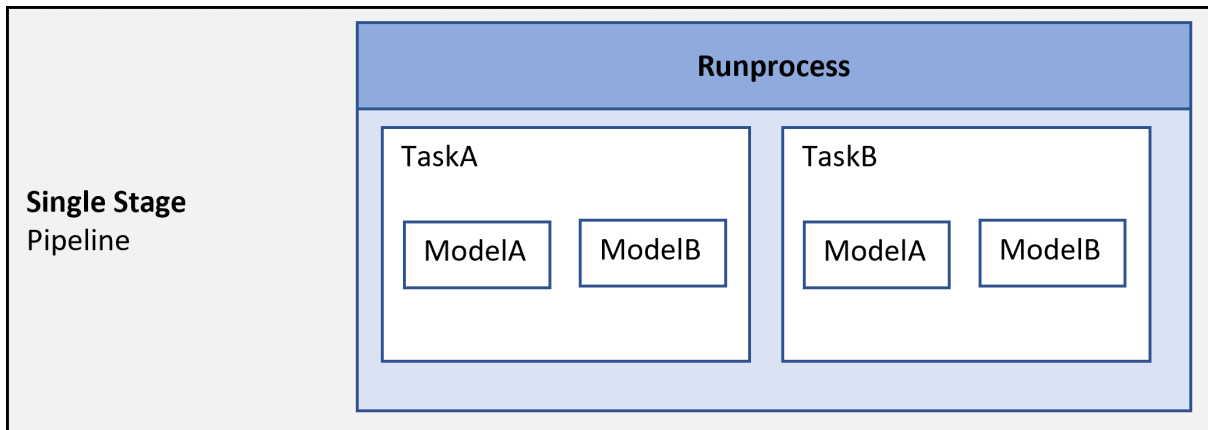 Runprocess
Single Stage
Pipeline
TaskA
ModelA
ModelB
TaskB
ModelA
ModelB